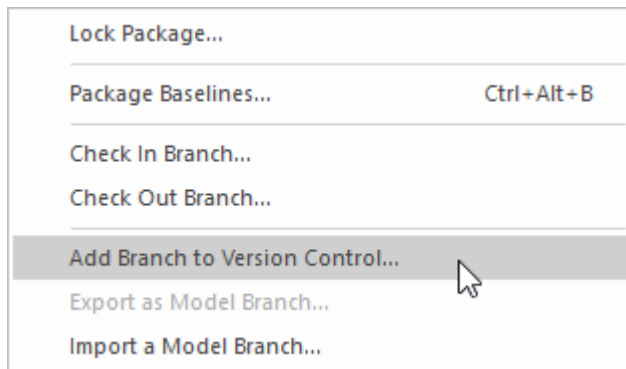 Lock Package...
Package Baselines... Ctrl+Alt+B
Check In Branch...
Check Out Branch...
Add Branch to Version Control...
Export as Model Branch...
Import a Model Branch...